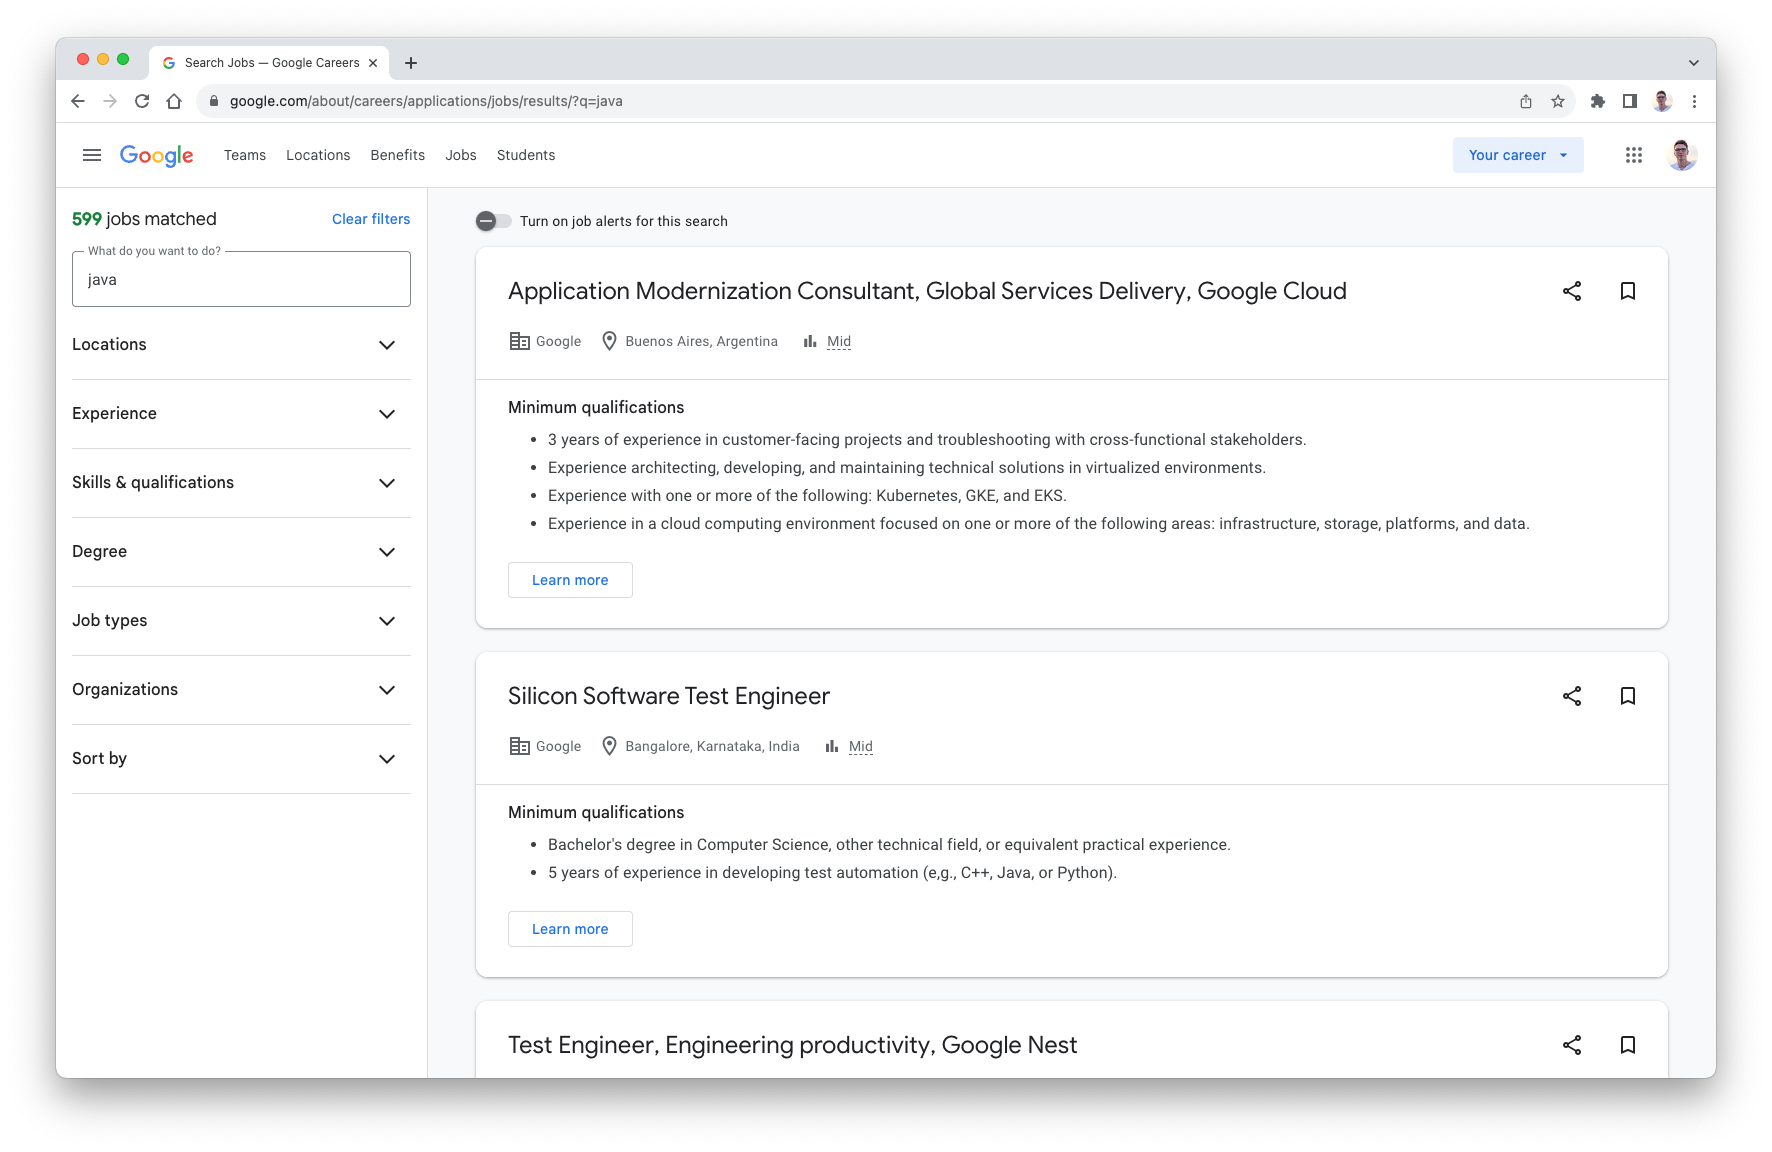 Search Jobs — Google Careers
google.com/about/careers/applications/jobs/results/?q=java
Google Teams Locations Benefits Jobs Students
Your career
599 jobs matched
Clear filters
What do you want to do?
java
Locations
Experience
Skills & qualifications
Degree
Job types
Organizations
Sort by
Turn on job alerts for this search
Application Modernization Consultant, Global Services Delivery, Google Cloud
Google Buenos Aires, Argentina Mid
Minimum qualifications
• 3 years of experience in customer-facing projects and troubleshooting with cross-functional stakeholders.
• Experience architecting, developing, and maintaining technical solutions in virtualized environments.
• Experience with one or more of the following: Kubernetes, GKE, and EKS.
• Experience in a cloud computing environment focused on one or more of the following areas: infrastructure, storage, platforms, and data.
Learn more
Silicon Software Test Engineer
Google Bangalore, Karnataka, India Mid
Minimum qualifications
• Bachelor's degree in Computer Science, other technical field, or equivalent practical experience.
• 5 years of experience in developing test automation (e,g., C++, Java, or Python).
Learn more
Test Engineer, Engineering productivity, Google Nest